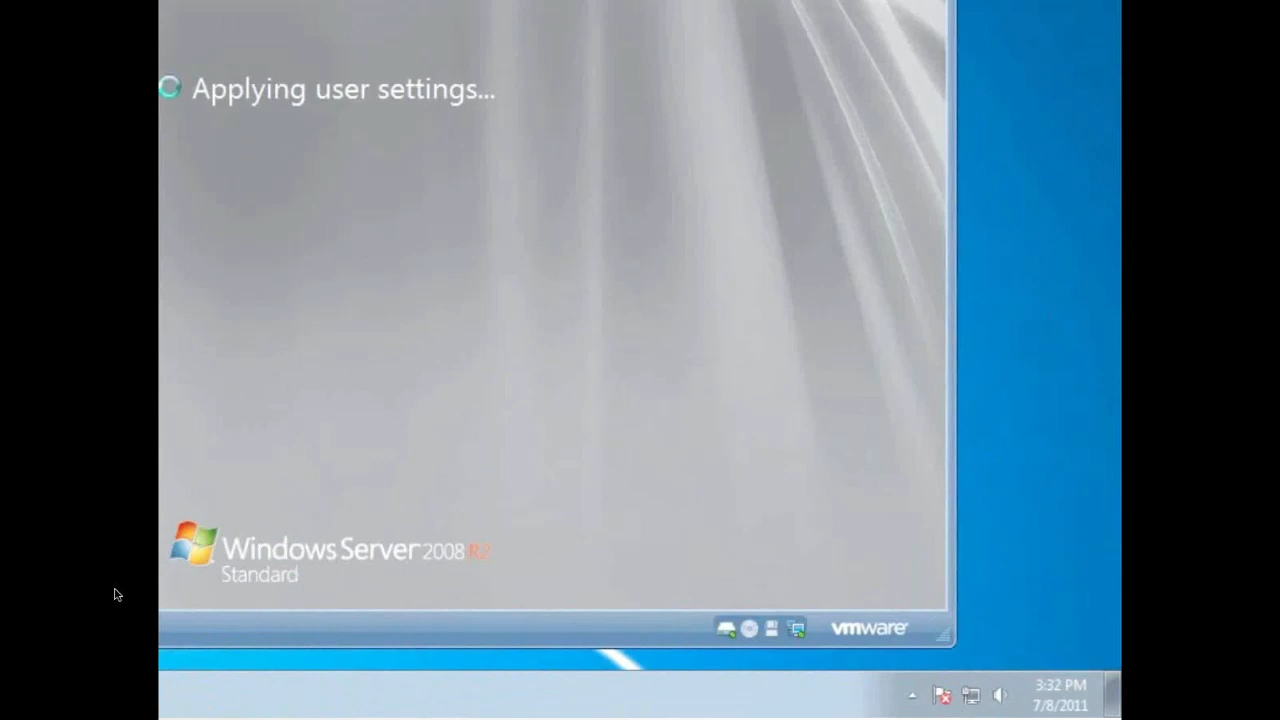 Applying user settings...
Windows Server 2008 R2
Standard
vmware
3:32 PM
7/8/2011